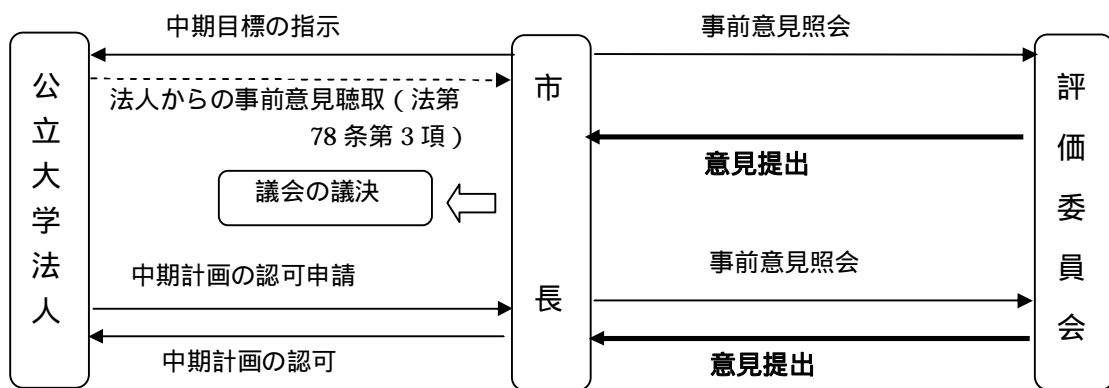 中期目標の指示
事前意見照会
公立大学法人
市長
評価委員会
法人からの事前意見聴取(法第
78条第3項)
意見提出
議会の議決
中期計画の認可申請
事前意見照会
中期計画の認可
意見提出